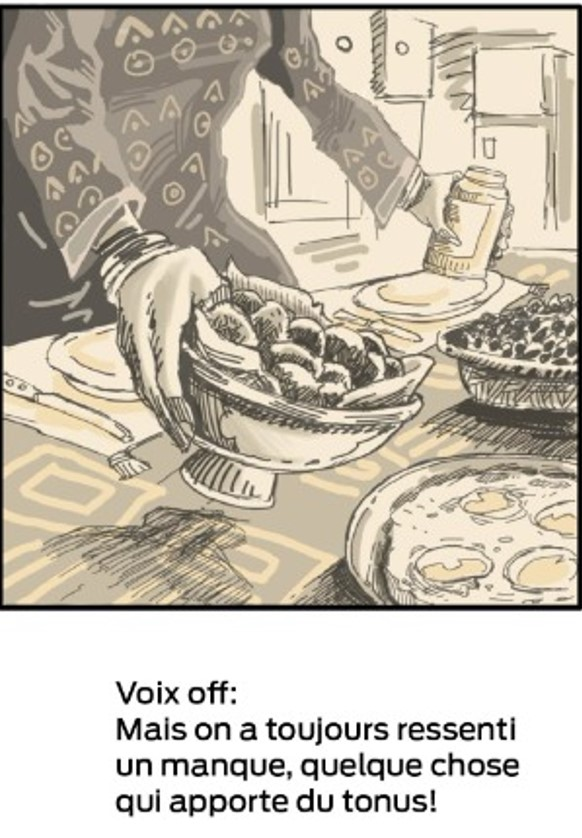 Voix off:
Mais on a toujours ressenti
un manque, quelque chose
qui apporte du tonus!